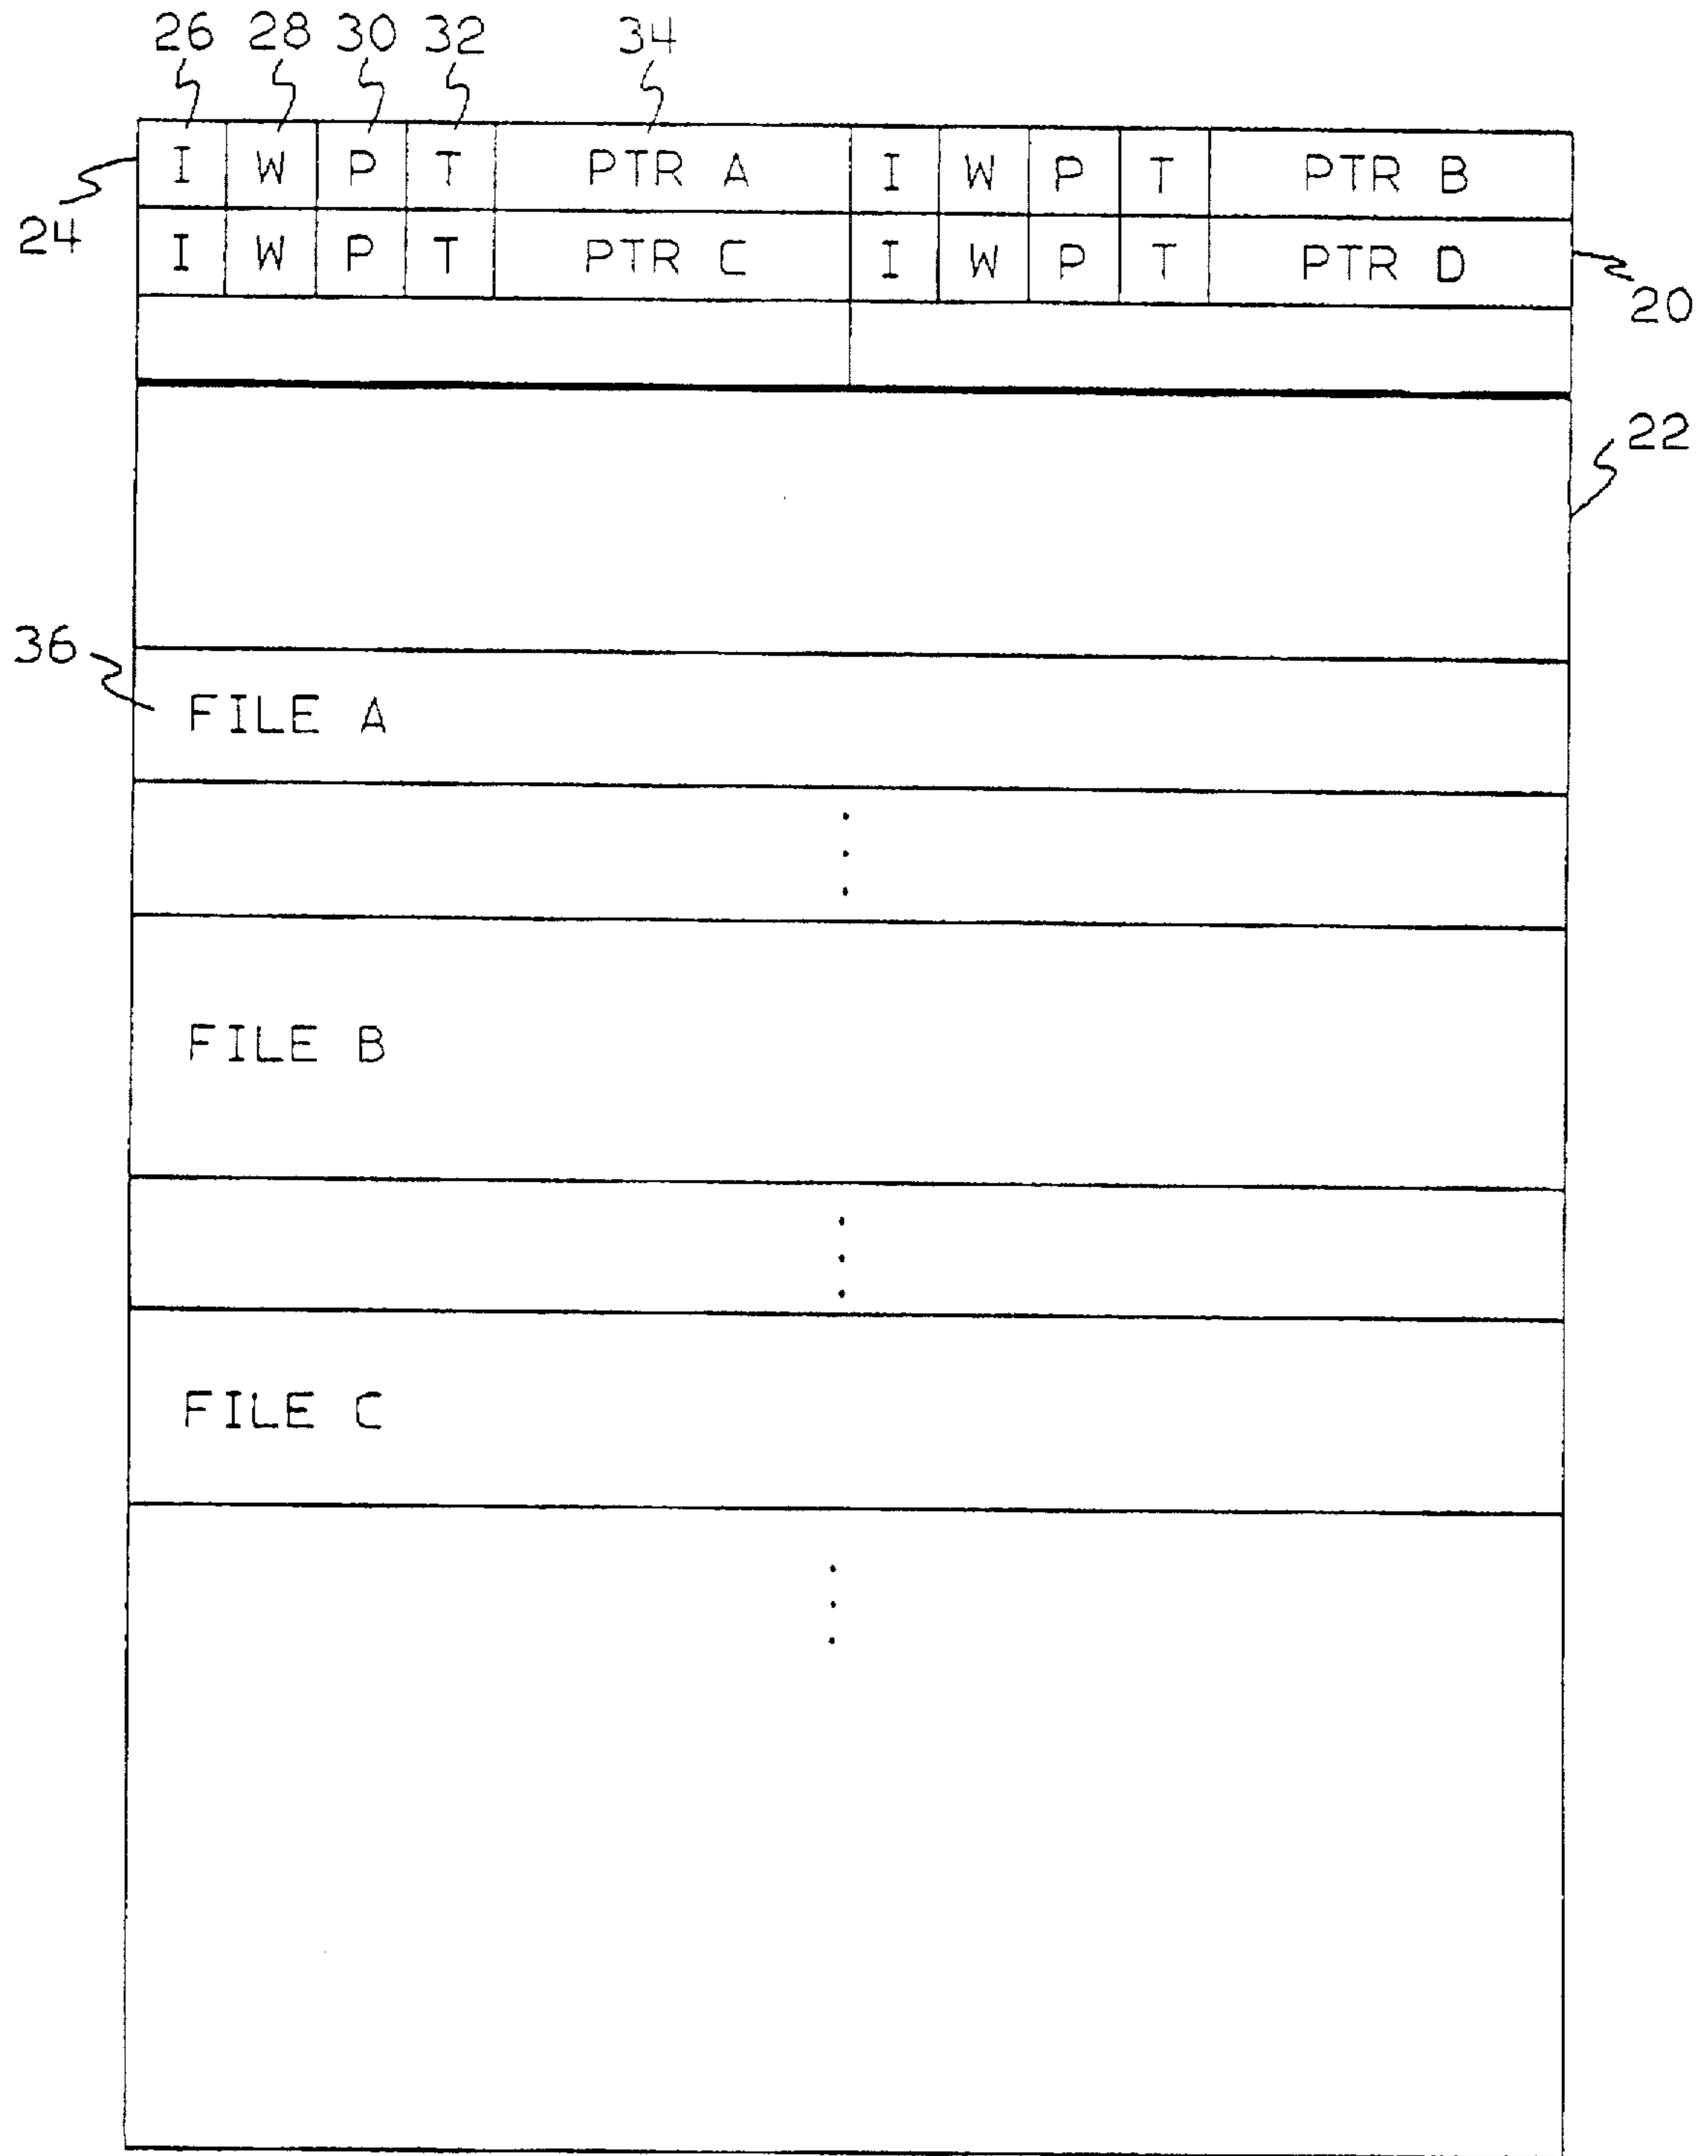 26 28 30 32 34
I W P T PTR A I W P T PTR B
24
I W P T PTR C I W P T PTR D
20
22
36
FILE A
FILE B
FILE C